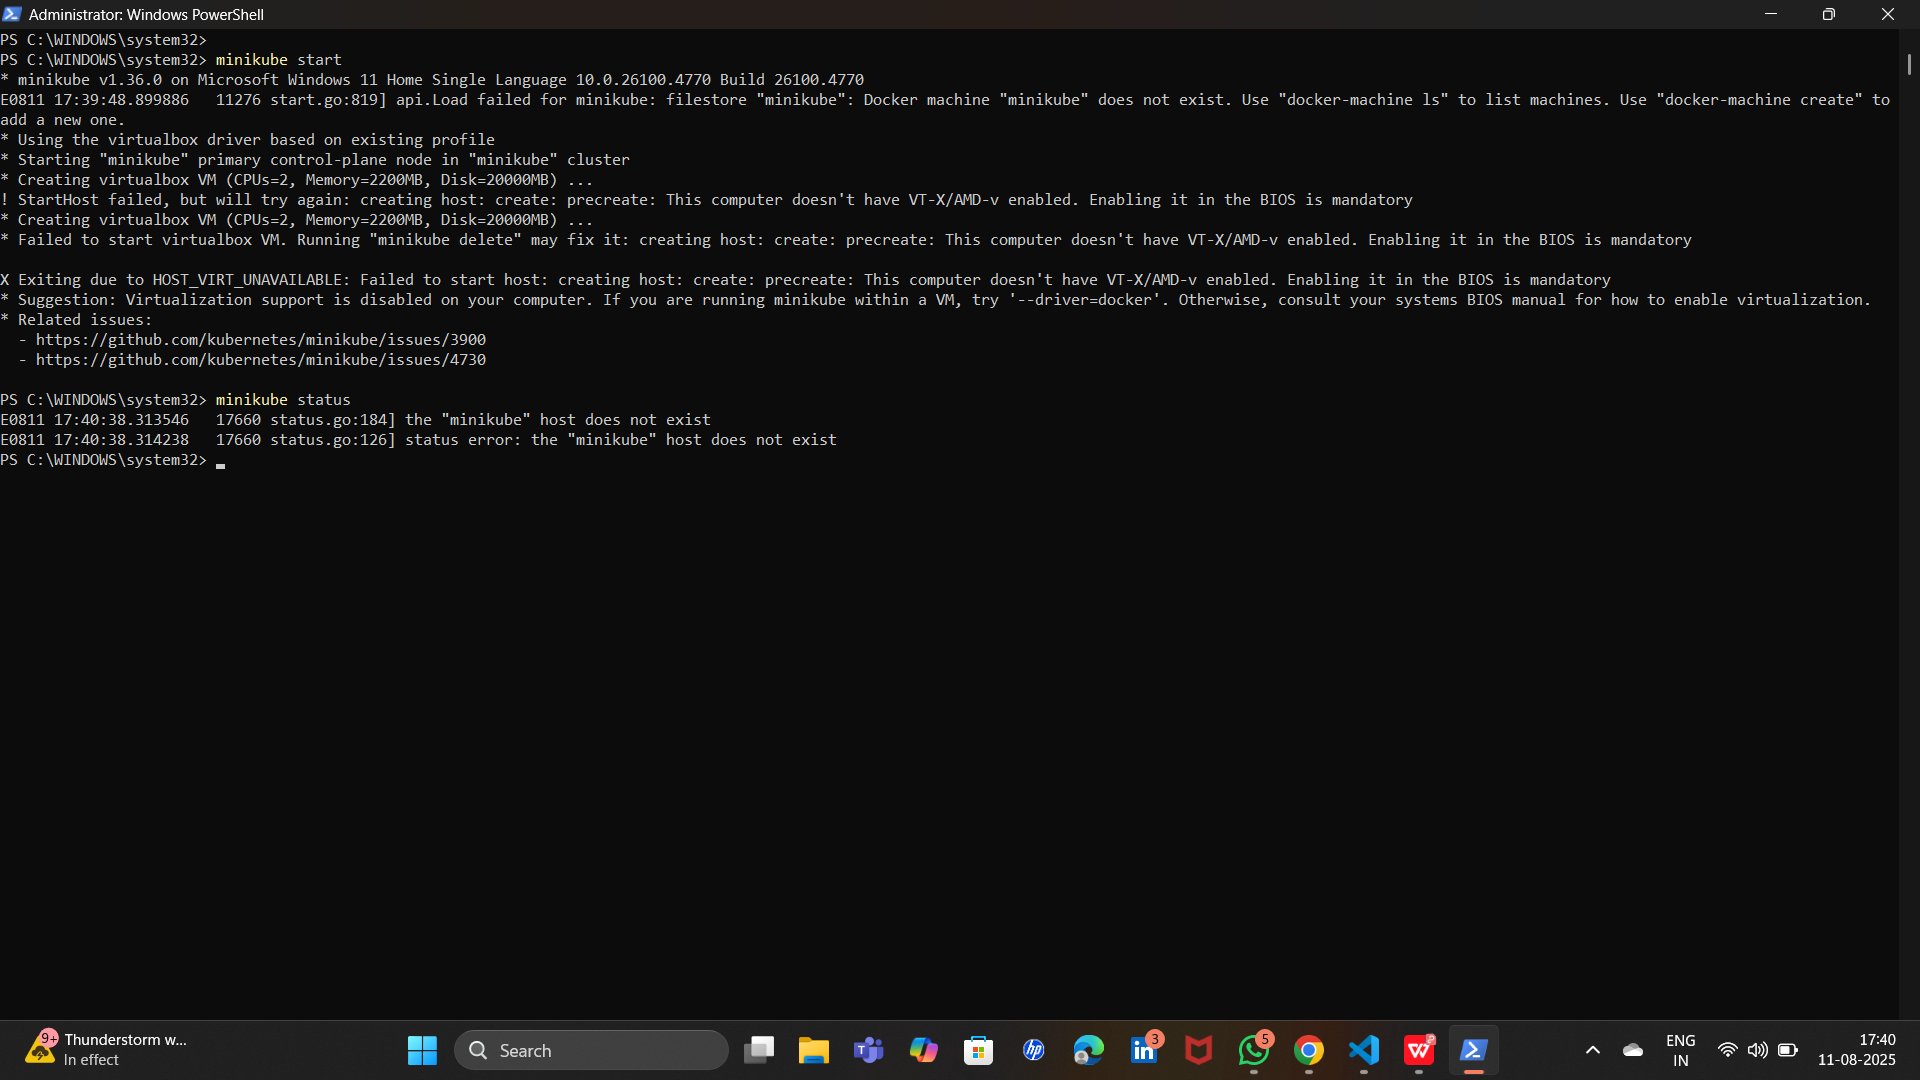 Administrator: Windows PowerShell
PS C:\WINDOWS\system32>
PS C:\WINDOWS\system32> minikube start
* minikube v1.36.0 on Microsoft Windows 11 Home Single Language 10.0.26100.4770 Build 26100.4770
E0811 17:39:48.899886   11276 start.go:819] api.Load failed for minikube: filestore "minikube": Docker machine "minikube" does not exist. Use "docker-machine ls" to list machines. Use "docker-machine create" to
add a new one.
* Using the virtualbox driver based on existing profile
* Starting "minikube" primary control-plane node in "minikube" cluster
* Creating virtualbox VM (CPUs=2, Memory=2200MB, Disk=20000MB) ...
! StartHost failed, but will try again: creating host: create: precreate: This computer doesn't have VT-X/AMD-v enabled. Enabling it in the BIOS is mandatory
* Creating virtualbox VM (CPUs=2, Memory=2200MB, Disk=20000MB) ...
* Failed to start virtualbox VM. Running "minikube delete" may fix it: creating host: create: precreate: This computer doesn't have VT-X/AMD-v enabled. Enabling it in the BIOS is mandatory
X Exiting due to HOST_VIRT_UNAVAILABLE: Failed to start host: creating host: create: precreate: This computer doesn't have VT-X/AMD-v enabled. Enabling it in the BIOS is mandatory
* Suggestion: Virtualization support is disabled on your computer. If you are running minikube within a VM, try '--driver=docker'. Otherwise, consult your systems BIOS manual for how to enable virtualization.
* Related issues:
  - https://github.com/kubernetes/minikube/issues/3900
  - https://github.com/kubernetes/minikube/issues/4730
PS C:\WINDOWS\system32> minikube status
E0811 17:40:38.313546   17660 status.go:184] the "minikube" host does not exist
E0811 17:40:38.314238   17660 status.go:126] status error: the "minikube" host does not exist
PS C:\WINDOWS\system32>
9+
Thunderstorm w...
In effect
Search
hp
3
5
ENG
IN
17:40
11-08-2025